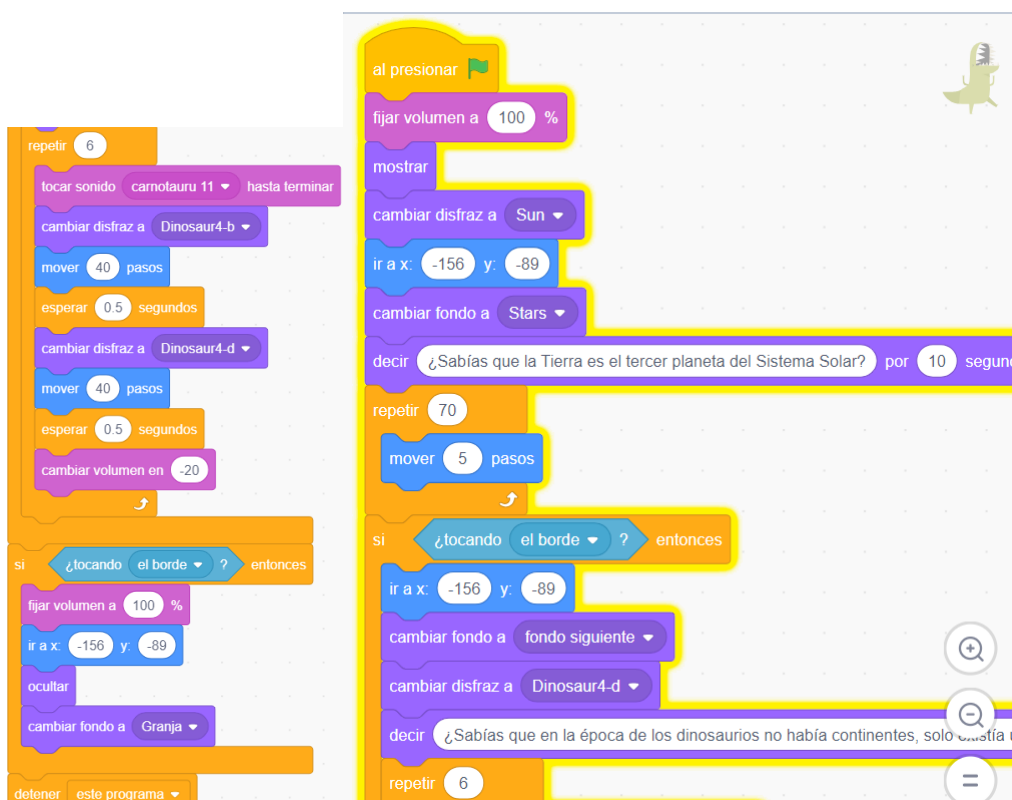 repetir 6
tocar sonido carnotauru 11 hasta terminar
cambiar disfraz a Dinosaur4-b
mover 40 pasos
esperar 0.5 segundos
cambiar disfraz a Dinosaur4-d
mover 40 pasos
esperar 0.5 segundos
cambiar volumen en -20
si ¿tocando el borde ? entonces
fijar volumen a 100 %
ir a x: -156 y: -89
ocultar
cambiar fondo a Granja
detener este programa
al presionar
fijar volumen a 100 %
mostrar
cambiar disfraz a Sun
ir a x: -156 y: -89
cambiar fondo a Stars
decir ¿Sabías que la Tierra es el tercer planeta del Sistema Solar? por 10 segun
repetir 70
mover 5 pasos
si ¿tocando el borde ? entonces
ir a x: -156 y: -89
cambiar fondo a fondo siguiente
cambiar disfraz a Dinosaur4-d
decir ¿Sabías que en la época de los dinosaurios no había continentes, solo existía
repetir 6